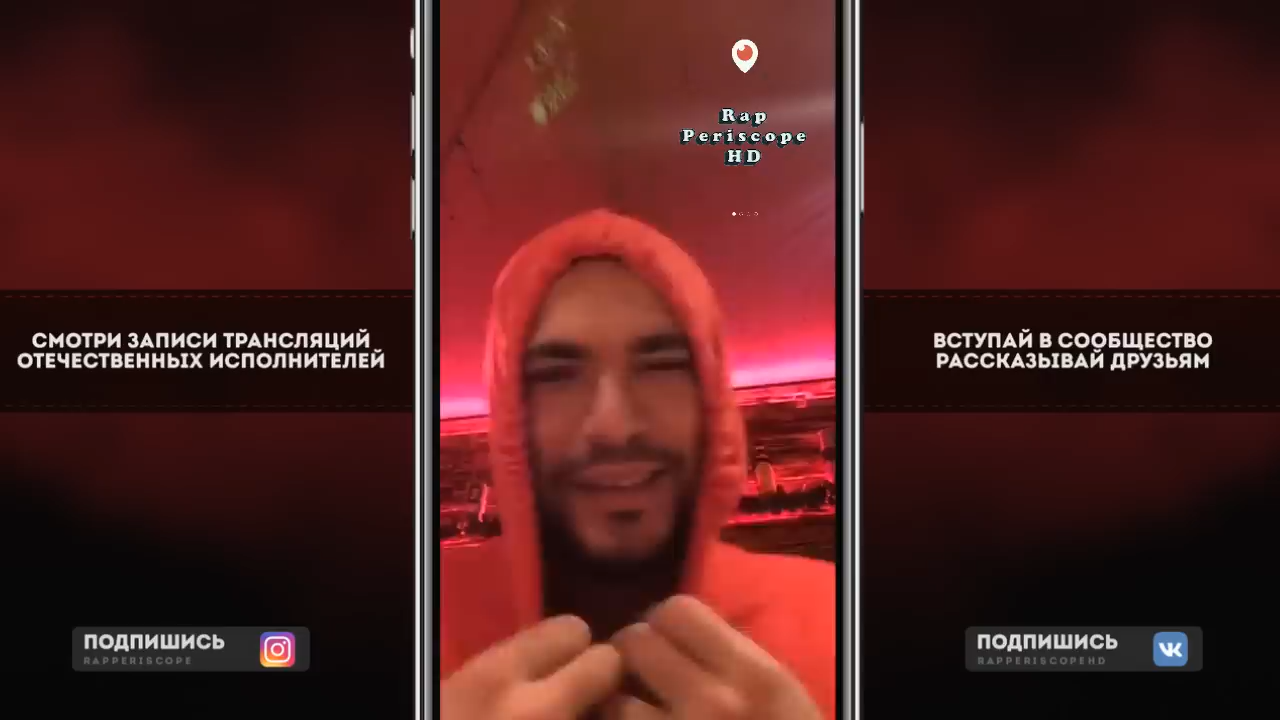 Rap
Periscope
HD
СМОТРИ ЗАПИСИ ТРАНСЛЯЦИЙ
ОТЕЧЕСТВЕННЫХ ИСПОЛНИТЕЛЕЙ
ВСТУПАЙ В СООБЩЕСТВО
РАССКАЗЫВАЙ ДРУЗЬЯМ
ПОДПИШИСЬ
RAPPERISCOPE
ПОДПИШИСЬ
RAPPERISCOPEHD